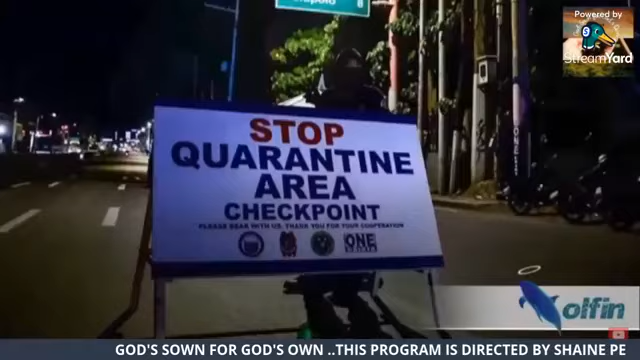 Powered by
StreamYard
STOP
QUARANTINE
AREA
CHECKPOINT
PLEASE BEAR WITH US. THANK YOU FOR YOUR COOPERATION
ONE
olfin
GOD'S SOWN FOR GOD'S OWN ..THIS PROGRAM IS DIRECTED BY SHAINE PE